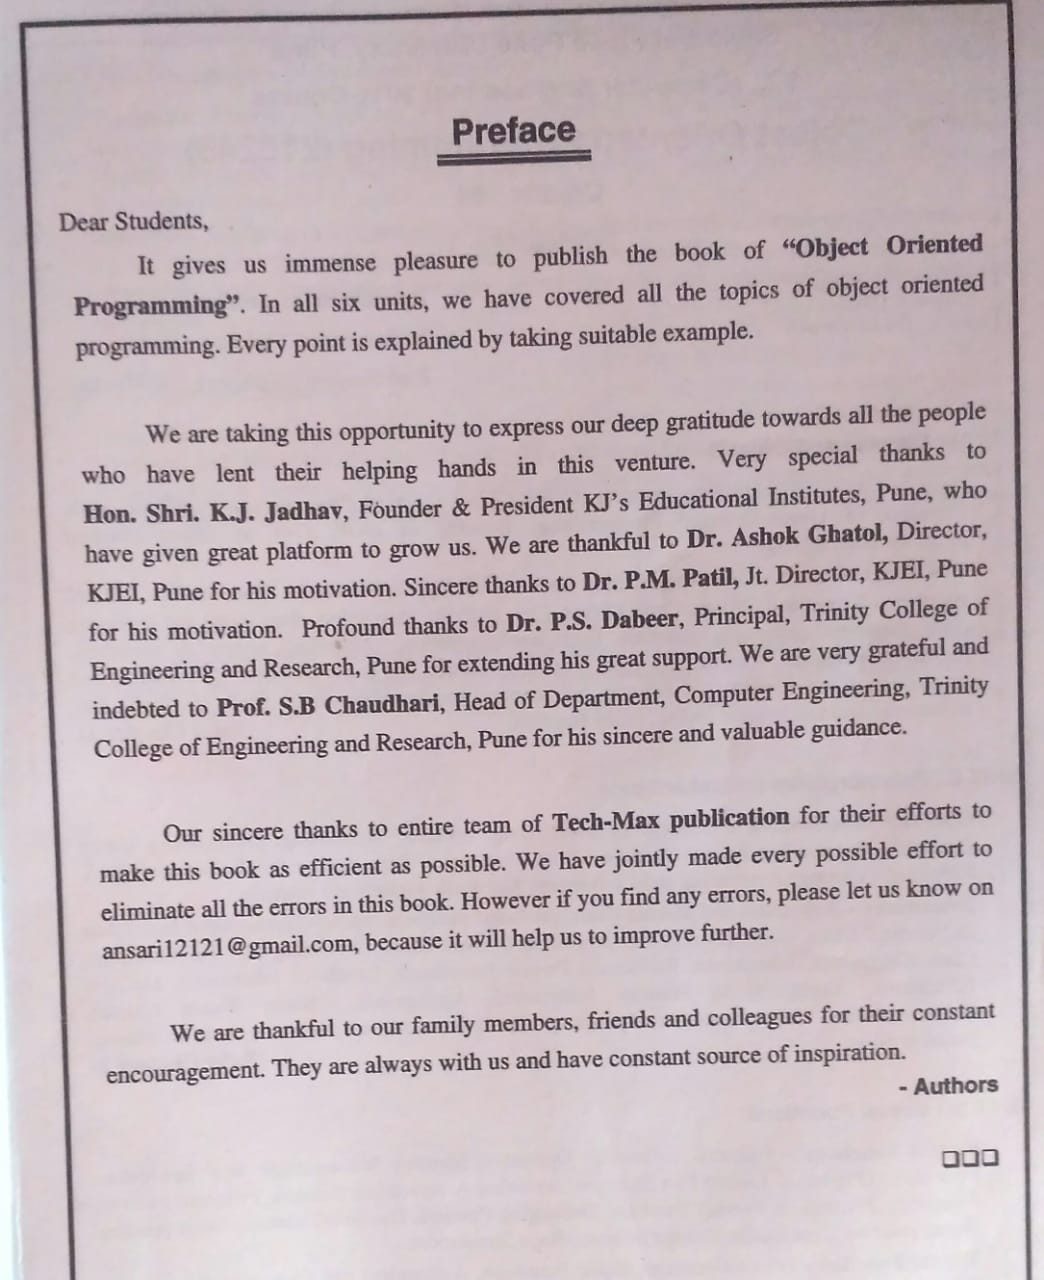 Preface
Dear Students,
It gives us immense pleasure to publish the book of “Object Oriented
Programming”. In all six units, we have covered all the topics of object oriented
programming. Every point is explained by taking suitable example.
We are taking this opportunity to express our deep gratitude towards all the people
who have lent their helping hands in this venture. Very special thanks to
Hon. Shri. K.J. Jadhav, Founder & President KJ’s Educational Institutes, Pune, who
have given great platform to grow us. We are thankful to Dr. Ashok Ghatol, Director,
KJEI, Pune for his motivation. Sincere thanks to Dr. P.M. Patil, Jt. Director, KJEI, Pune
for his motivation. Profound thanks to Dr. P.S. Dabeer, Principal, Trinity College of
Engineering and Research, Pune for extending his great support. We are very grateful and
indebted to Prof. S.B Chaudhari, Head of Department, Computer Engineering, Trinity
College of Engineering and Research, Pune for his sincere and valuable guidance.
Our sincere thanks to entire team of Tech-Max publication for their efforts to
make this book as efficient as possible. We have jointly made every possible effort to
eliminate all the errors in this book. However if you find any errors, please let us know on
ansari12121@gmail.com, because it will help us to improve further.
We are thankful to our family members, friends and colleagues for their constant
encouragement. They are always with us and have constant source of inspiration.
- Authors
❑❑❑